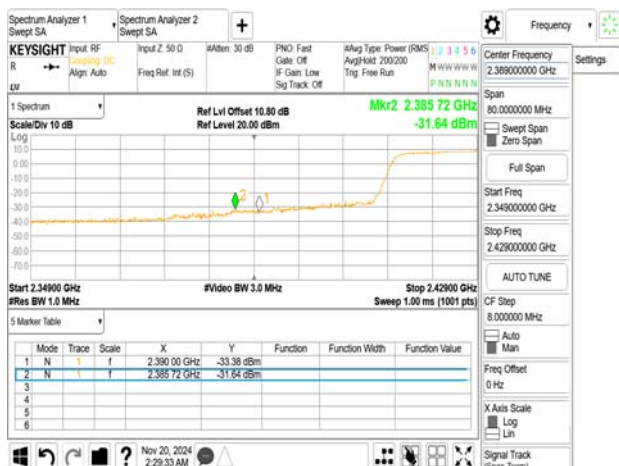 Spectrum Analyzer 1
Swept SA
Spectrum Analyzer 2
Swept SA
+
Frequency
KEYSIGHT
R
LXI
Input: RF
Coupling: DC
Align: Auto
Input Z: 50 Ω
Freq Ref: Int (S)
#Atten: 30 dB
PNO: Fast
Gate: Off
IF Gain: Low
Sig Track: Off
#Avg Type: Power (RMS
Avg|Hold: 200/200
Trig: Free Run
1 2 3 4 5 6
M W W W W W
P N N N N N
1 Spectrum
Scale/Div 10 dB
Ref Lvl Offset 10.80 dB
Ref Level 20.00 dBm
Mkr2 2.385 72 GHz
-31.64 dBm
Log
10.0
0.00
-10.0
-20.0
-30.0
-40.0
-50.0
-60.0
-70.0
2
1
Start 2.34900 GHz
#Res BW 1.0 MHz
#Video BW 3.0 MHz
Stop 2.42900 GHz
Sweep 1.00 ms (1001 pts)
5 Marker Table
Mode Trace Scale X Y Function Function Width Function Value
1 N 1 f 2.390 00 GHz -33.38 dBm
2 N 1 f 2.385 72 GHz -31.64 dBm
3
4
5
6
Nov 20, 2024
2:29:33 AM
Center Frequency
2.389000000 GHz
Span
80.0000000 MHz
Swept Span
Zero Span
Full Span
Start Freq
2.349000000 GHz
Stop Freq
2.429000000 GHz
AUTO TUNE
CF Step
8.000000 MHz
Auto
Man
Freq Offset
0 Hz
X Axis Scale
Log
Lin
Signal Track
Settings